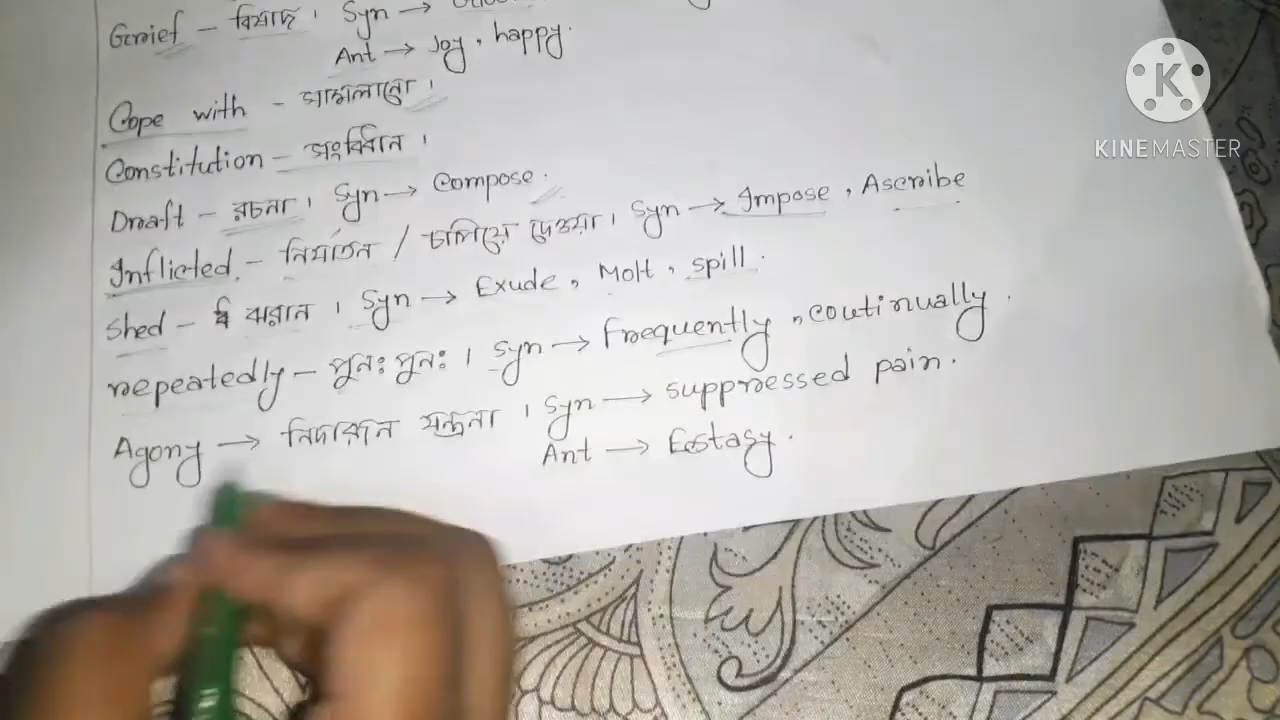 Grief – বিষাদ । Syn →
Ant → Joy, happy.
Cope with – সামলানো ।
Constitution – সংবিধান ।
Draft – রচনা । Syn → Compose.
Inflicted. – নির্যাতন / চাপিয়ে দেওয়া । Syn → Impose, Ascribe
Shed – ঝরান । Syn → Exude, Molt, spill.
repeatedly – পুনঃ পুনঃ । Syn → Frequently, continually.
Agony → নিদারুন যন্ত্রনা । Syn → suppressed pain.
Ant → Ecstasy.
KINEMASTER